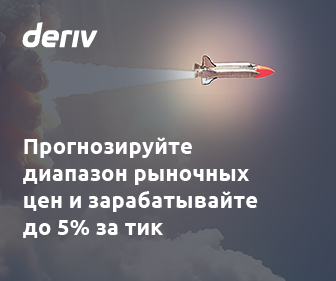 deriv
Прогнозируйте
диапазон рыночных
цен и зарабатывайте
до 5% за тик